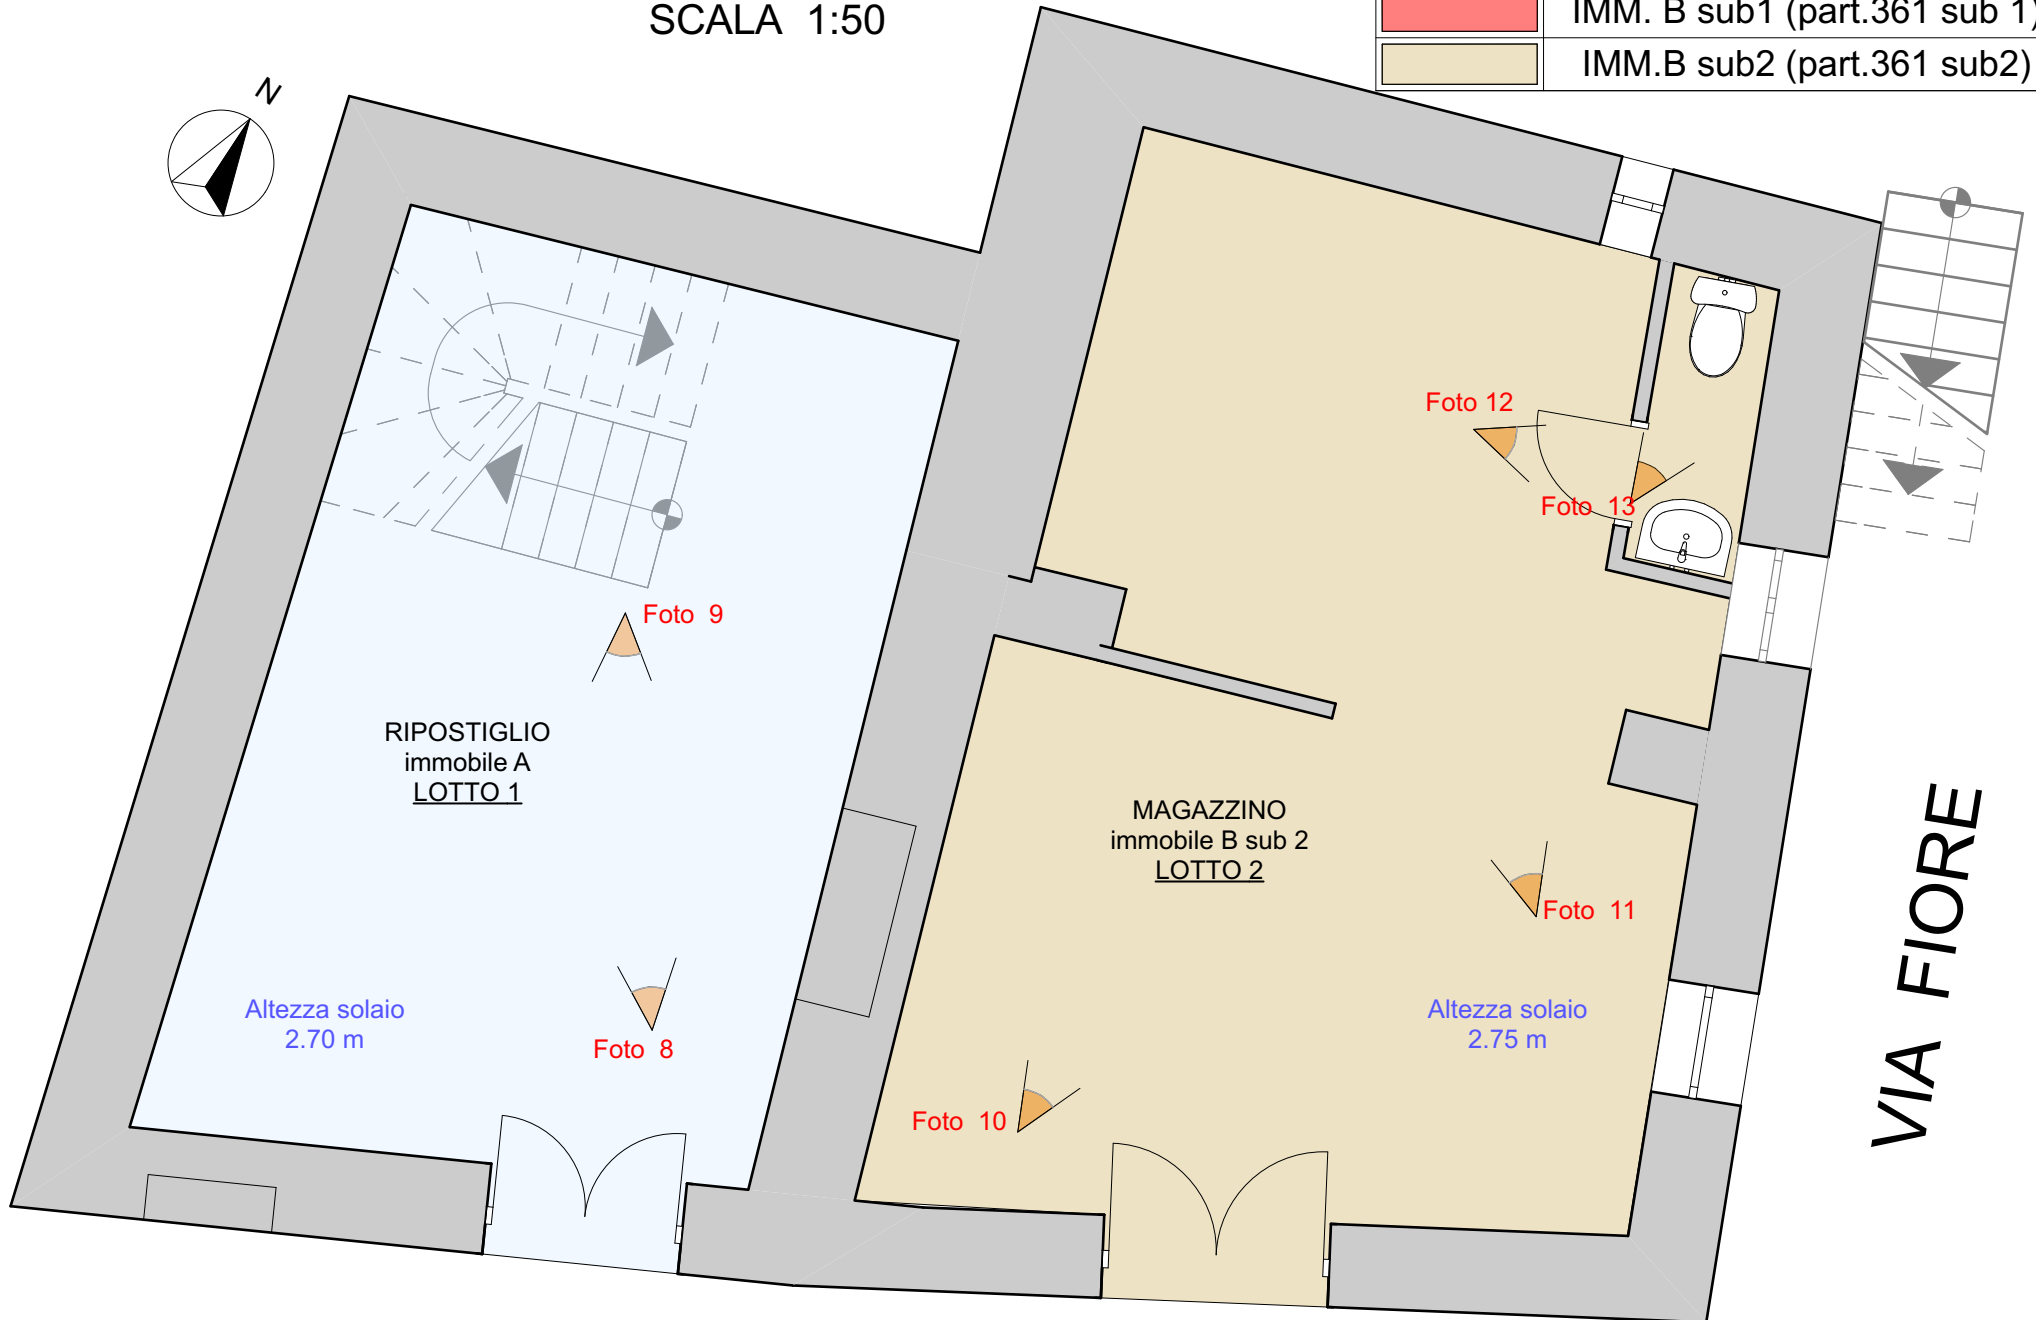 SCALA 1:50
IMM. B sub1 (part.361 sub 1)
IMM.B sub2 (part.361 sub2)
N
Foto 12
Foto 13
Foto 9
RIPOSTIGLIO
immobile A
LOTTO 1
MAGAZZINO
immobile B sub 2
LOTTO 2
Foto 11
Altezza solaio
2.70 m
Altezza solaio
2.75 m
Foto 8
Foto 10
VIA FIORE